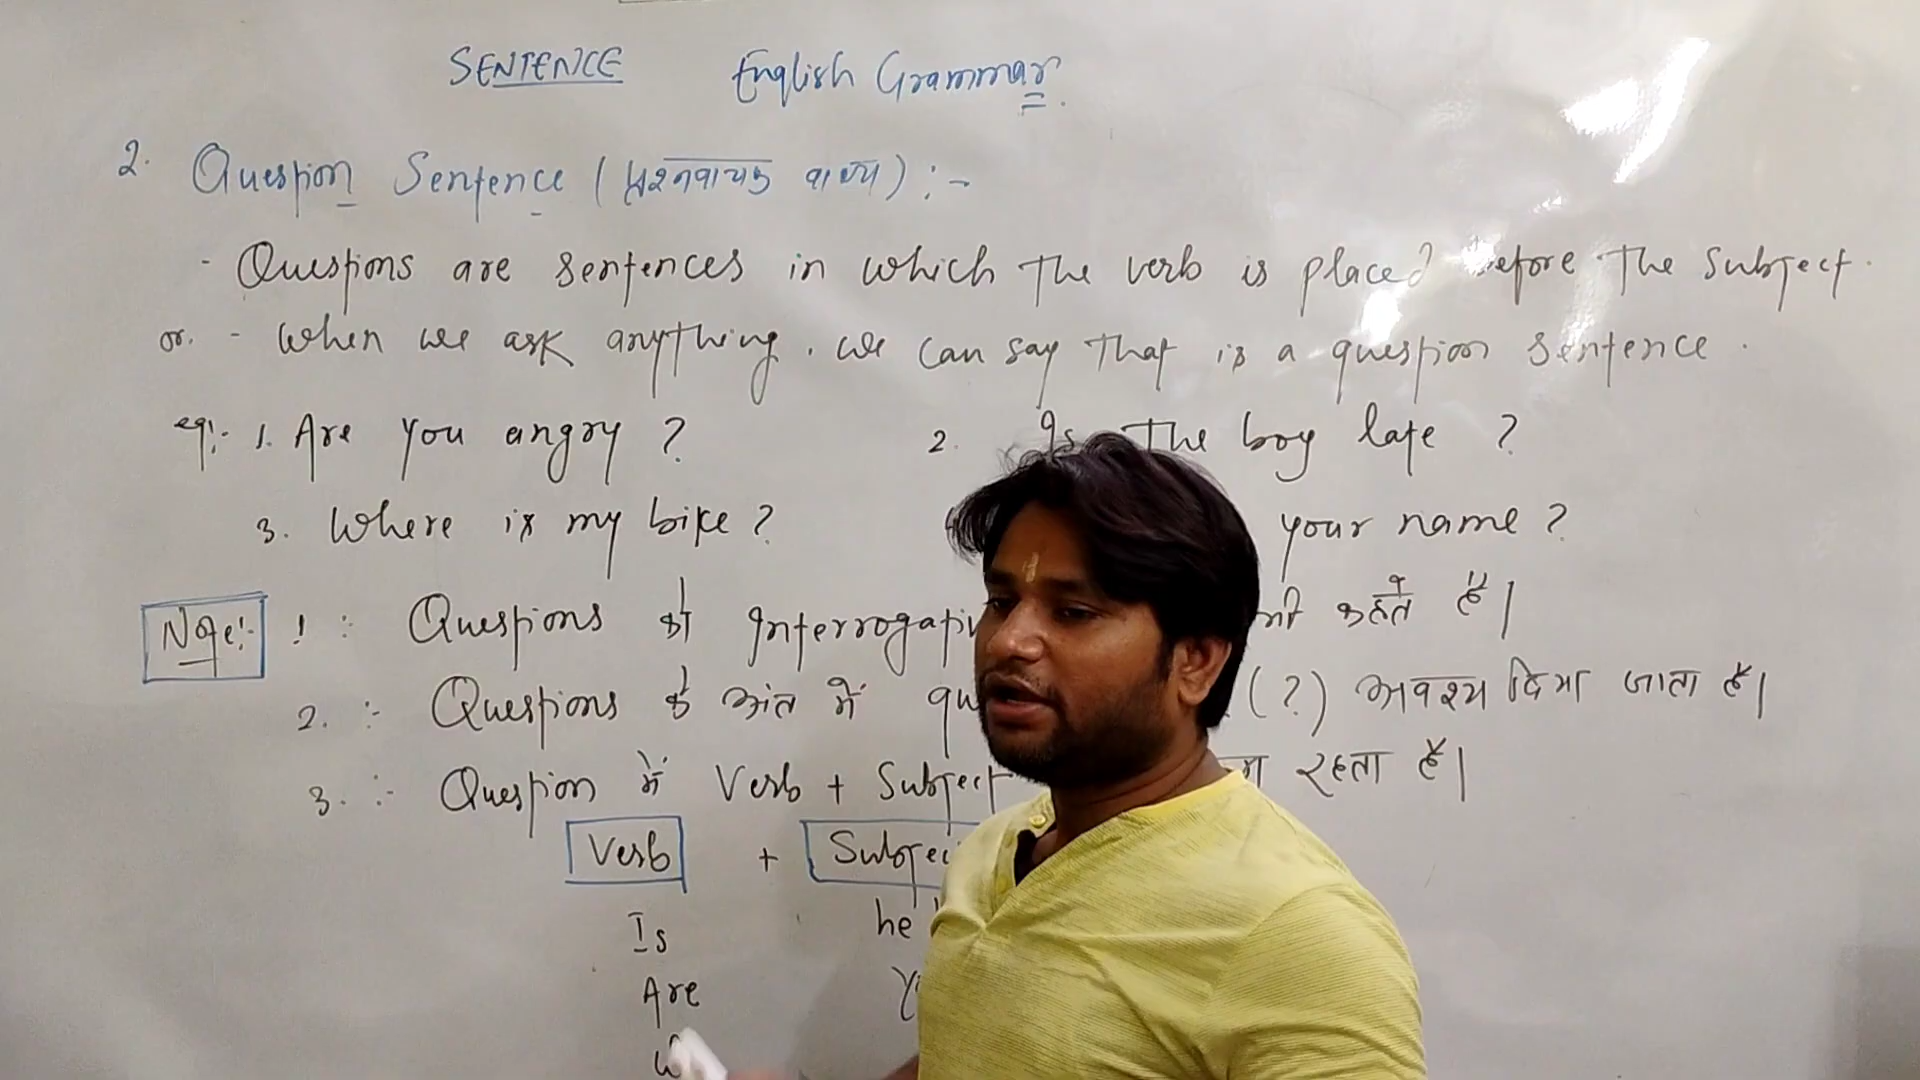 SENTENCE English Grammar
2. Question Sentence (प्रश्नवाचक वाक्य) :-
- Questions are sentences in which the verb is placed before the subject.
or. - When we ask anything. we can say that is a question sentence.
eg:- 1. Are you angry ? 2. Is the boy late ?
3. Where is my bike ? your name ?
Note:- 1 :- Questions को Interrogati भी कहते हैं।
2. :- Questions के अंत में qu (?) अवश्य दिया जाता है।
3. :- Question में Verb + Subject रहता है।
Verb + Subjec
Is he
Are